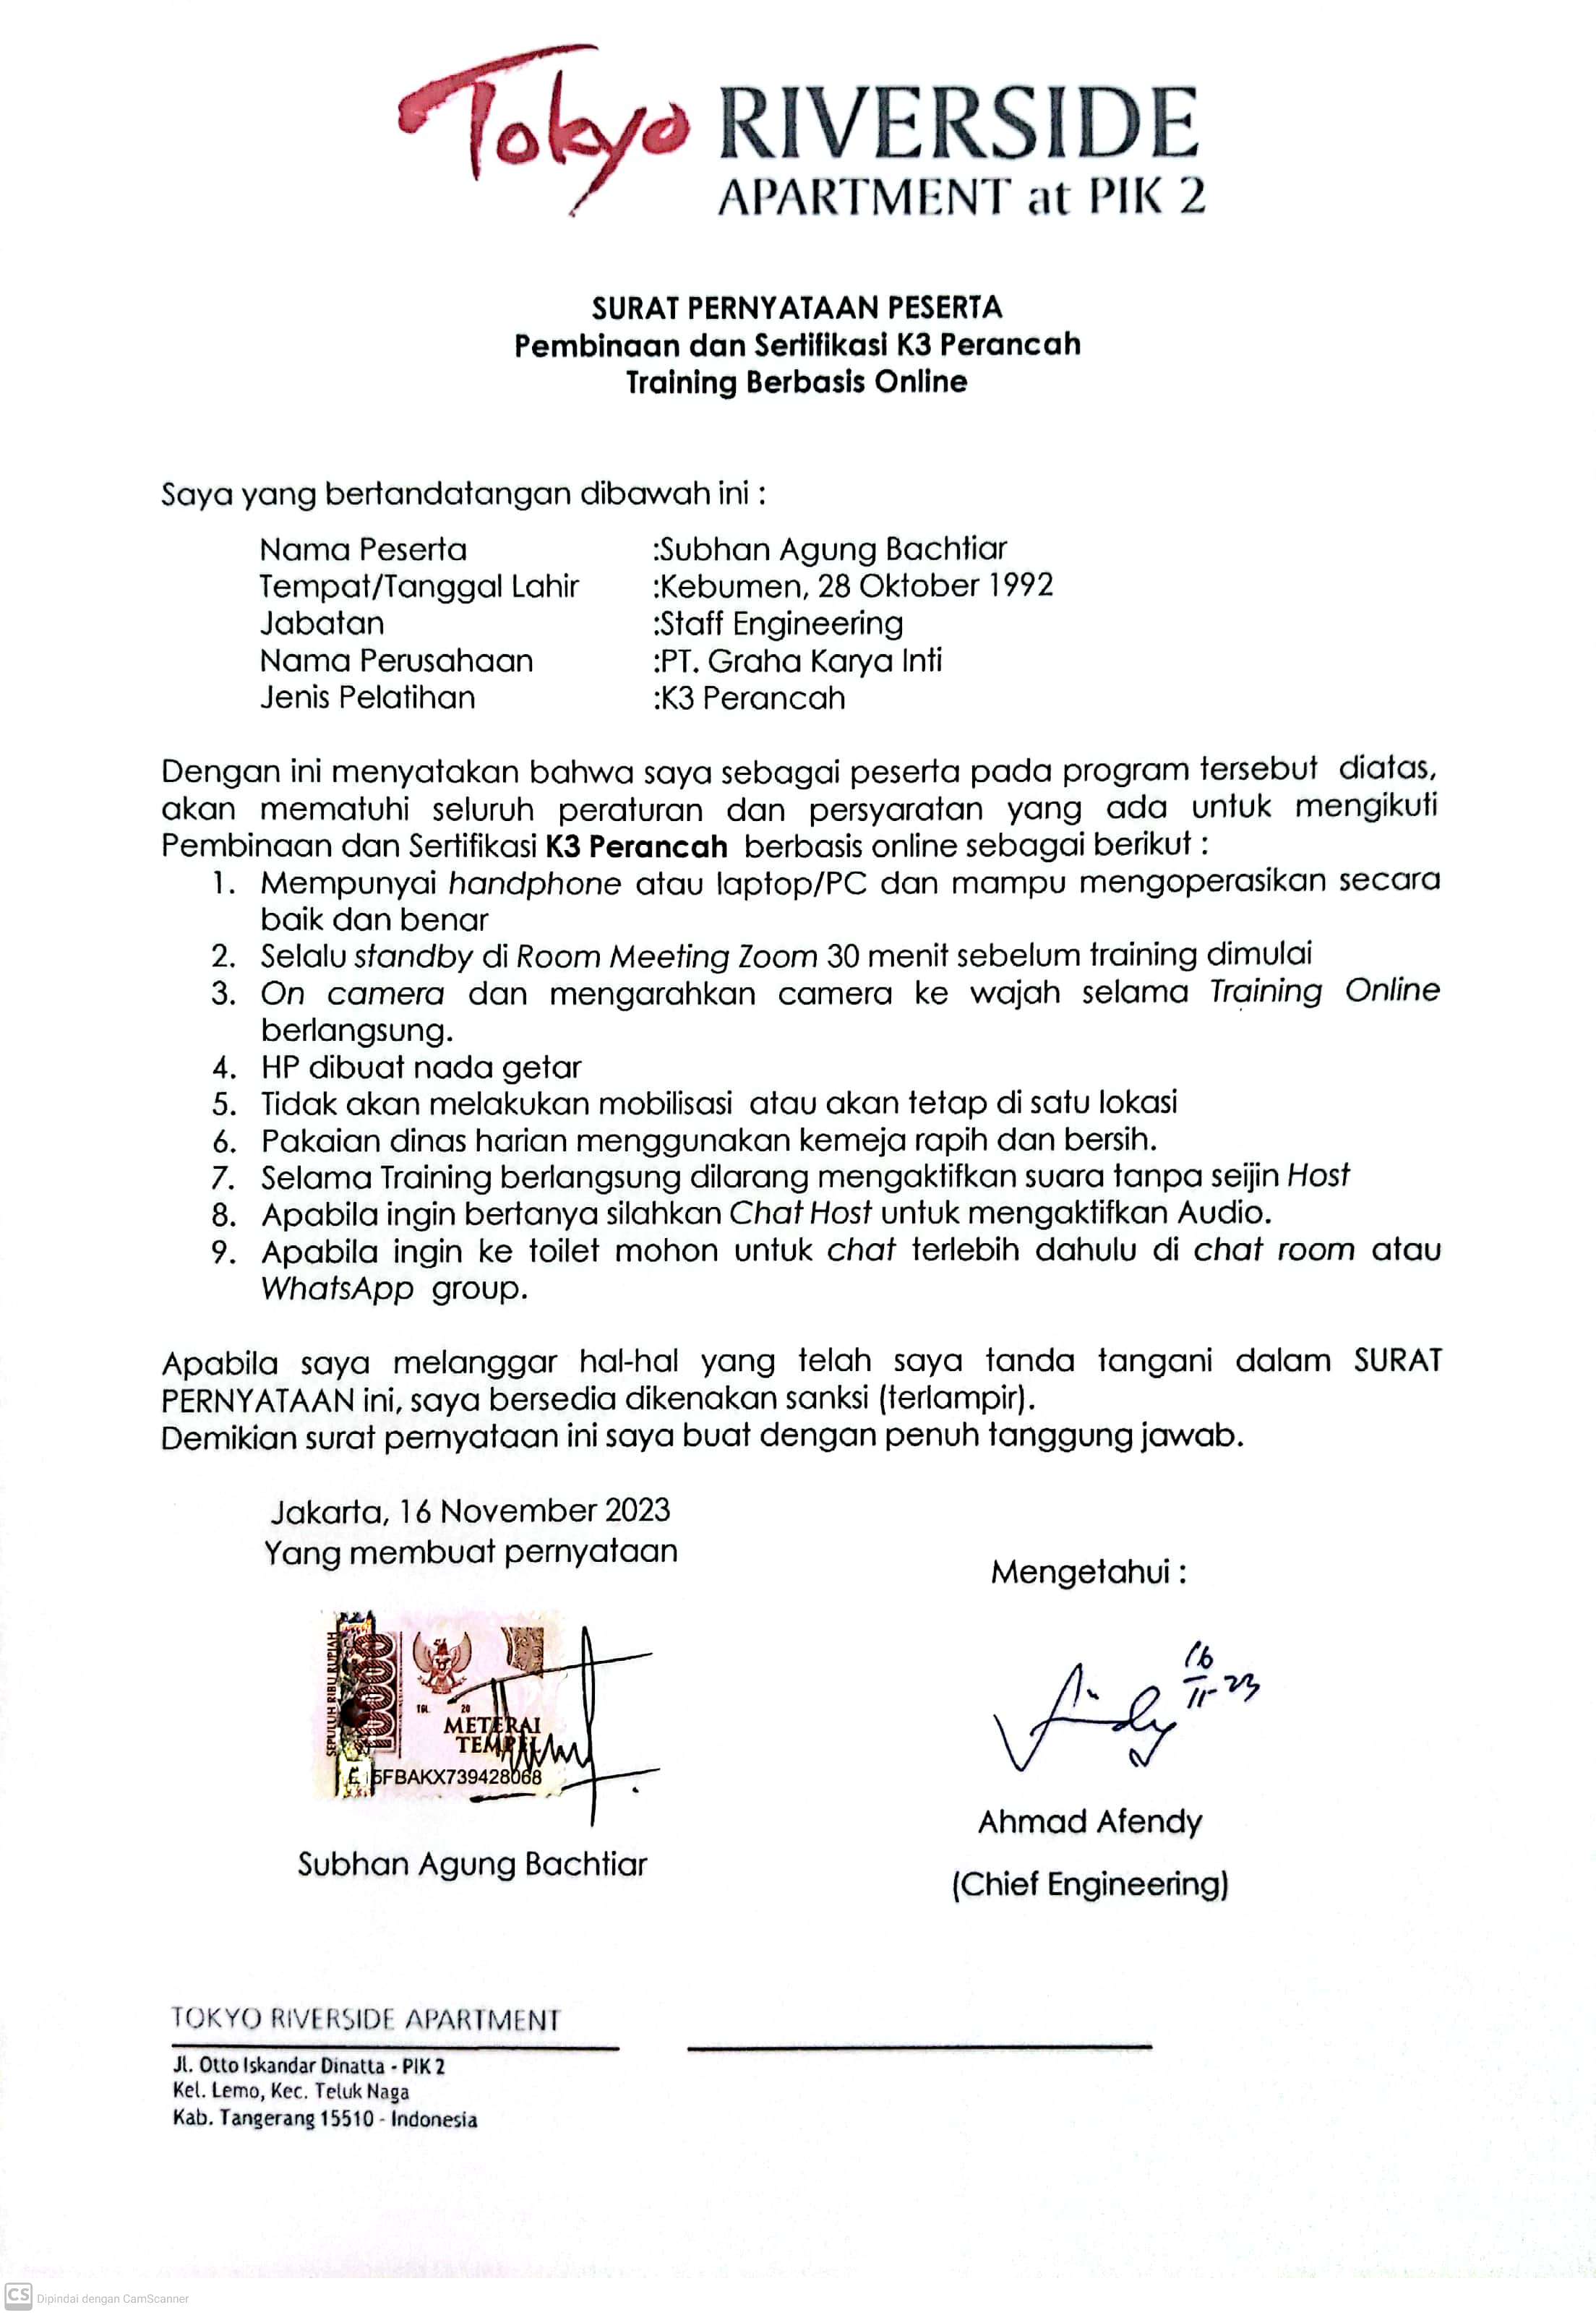 Tokyo RIVERSIDE
APARTMENT at PIK 2
SURAT PERNYATAAN PESERTA
Pembinaan dan Sertifikasi K3 Perancah
Training Berbasis Online
Saya yang bertandatangan dibawah ini :
Nama Peserta :Subhan Agung Bachtiar
Tempat/Tanggal Lahir :Kebumen, 28 Oktober 1992
Jabatan :Staff Engineering
Nama Perusahaan :PT. Graha Karya Inti
Jenis Pelatihan :K3 Perancah
Dengan ini menyatakan bahwa saya sebagai peserta pada program tersebut diatas,
akan mematuhi seluruh peraturan dan persyaratan yang ada untuk mengikuti
Pembinaan dan Sertifikasi K3 Perancah berbasis online sebagai berikut :
1. Mempunyai handphone atau laptop/PC dan mampu mengoperasikan secara
baik dan benar
2. Selalu standby di Room Meeting Zoom 30 menit sebelum training dimulai
3. On camera dan mengarahkan camera ke wajah selama Training Online
berlangsung.
4. HP dibuat nada getar
5. Tidak akan melakukan mobilisasi atau akan tetap di satu lokasi
6. Pakaian dinas harian menggunakan kemeja rapih dan bersih.
7. Selama Training berlangsung dilarang mengaktifkan suara tanpa seijin Host
8. Apabila ingin bertanya silahkan Chat Host untuk mengaktifkan Audio.
9. Apabila ingin ke toilet mohon untuk chat terlebih dahulu di chat room atau
WhatsApp group.
Apabila saya melanggar hal-hal yang telah saya tanda tangani dalam SURAT
PERNYATAAN ini, saya bersedia dikenakan sanksi (terlampir).
Demikian surat pernyataan ini saya buat dengan penuh tanggung jawab.
Jakarta, 16 November 2023
Yang membuat pernyataan
Mengetahui :
SEPULUH RIBU RUPIAH
10000
TGL. 20
METERAI
TEMPEL
5FBAKX739428068
16
11-23
Subhan Agung Bachtiar
Ahmad Afendy
(Chief Engineering)
TOKYO RIVERSIDE APARTMENT
Jl. Otto Iskandar Dinatta - PIK 2
Kel. Lemo, Kec. Teluk Naga
Kab. Tangerang 15510 - Indonesia
CS Dipindai dengan CamScanner